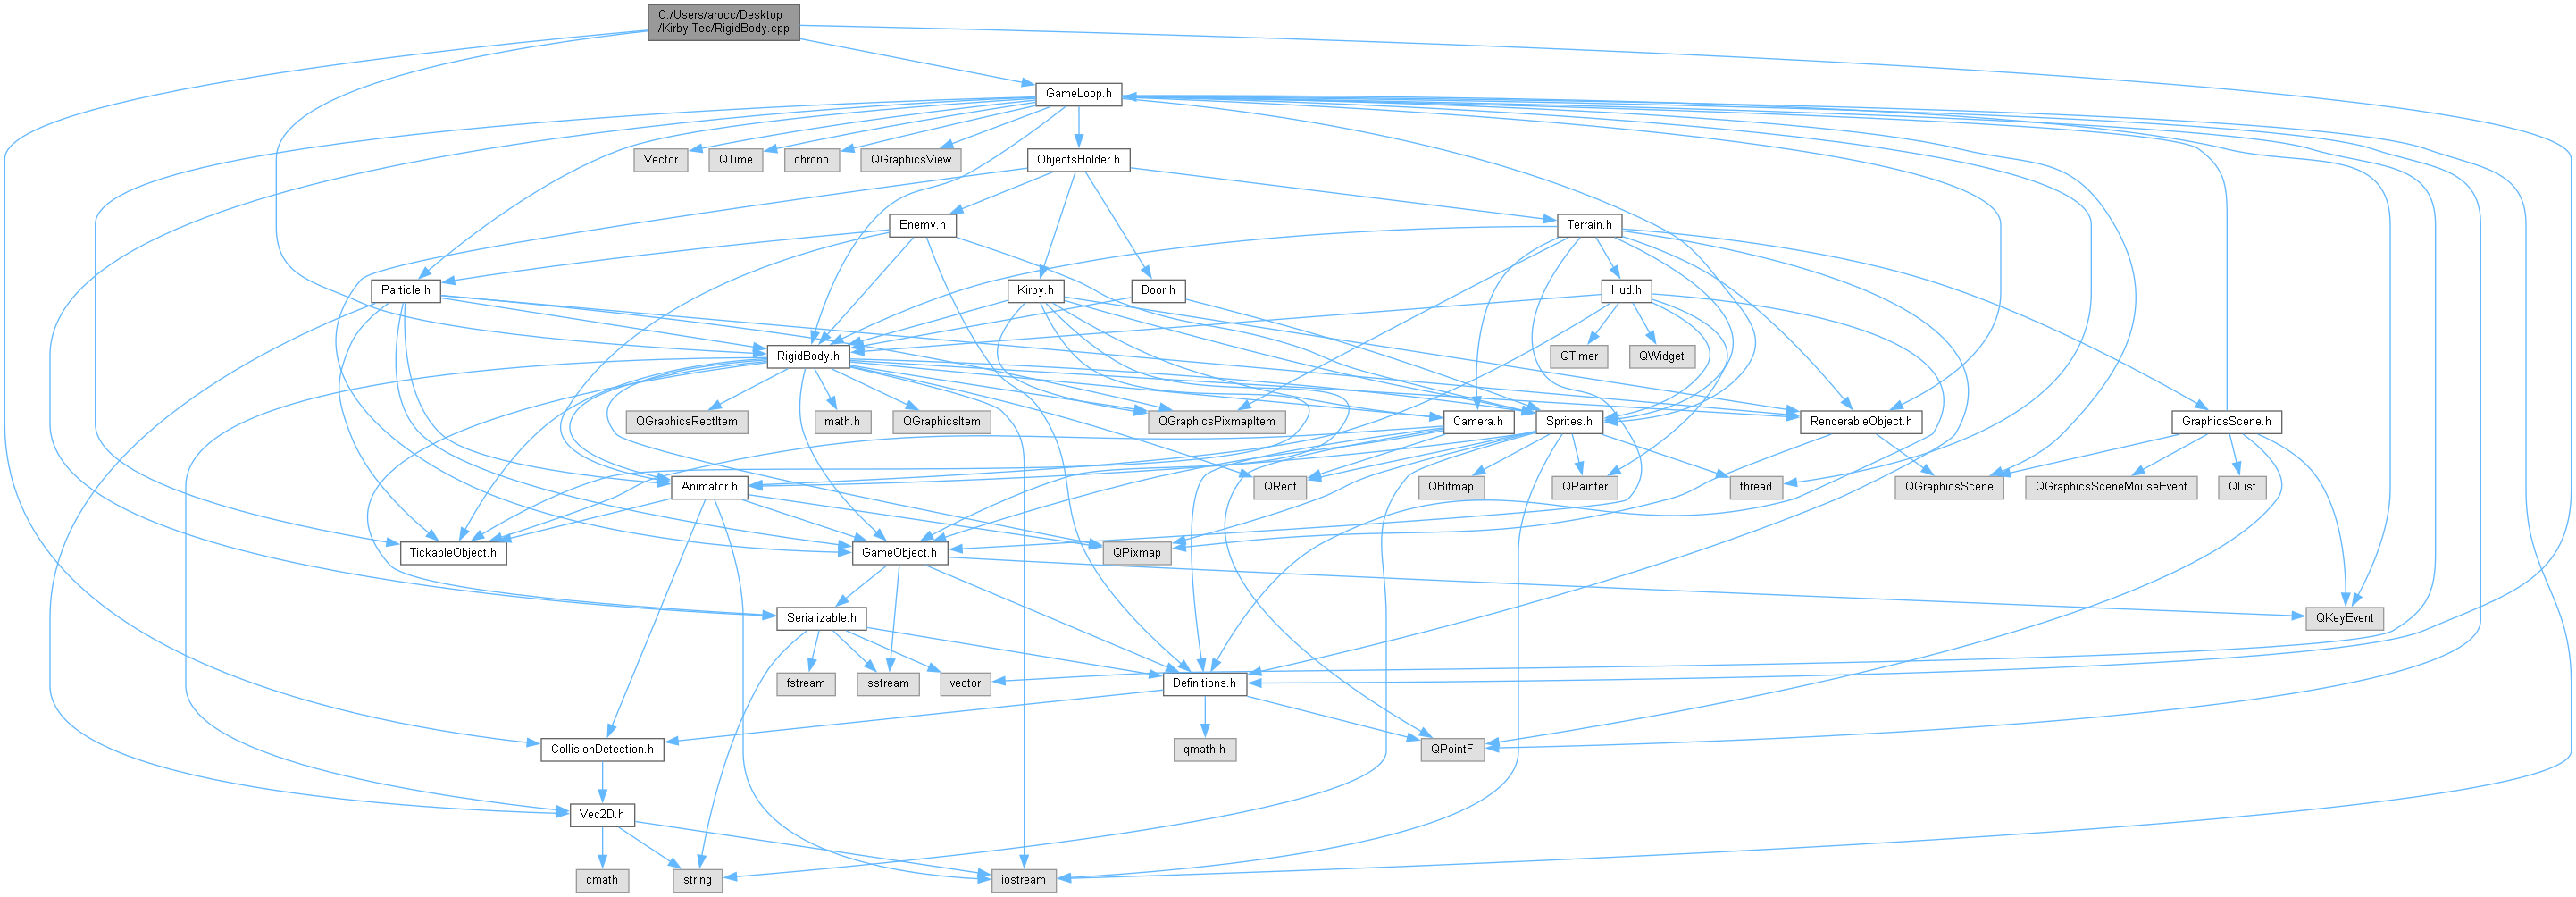 C:/Users/arocc/Desktop
/Kirby-Tec/RigidBody.cpp
GameLoop.h
Vector
QTime
chrono
QGraphicsView
ObjectsHolder.h
Enemy.h
Terrain.h
Particle.h
Kirby.h
Door.h
Hud.h
RigidBody.h
QTimer
QWidget
QGraphicsRectItem
math.h
QGraphicsItem
QGraphicsPixmapItem
Camera.h
Sprites.h
RenderableObject.h
GraphicsScene.h
Animator.h
QRect
QBitmap
QPainter
thread
QGraphicsScene
QGraphicsSceneMouseEvent
QList
TickableObject.h
GameObject.h
QPixmap
Serializable.h
QKeyEvent
fstream
sstream
vector
Definitions.h
CollisionDetection.h
qmath.h
QPointF
Vec2D.h
cmath
string
iostream